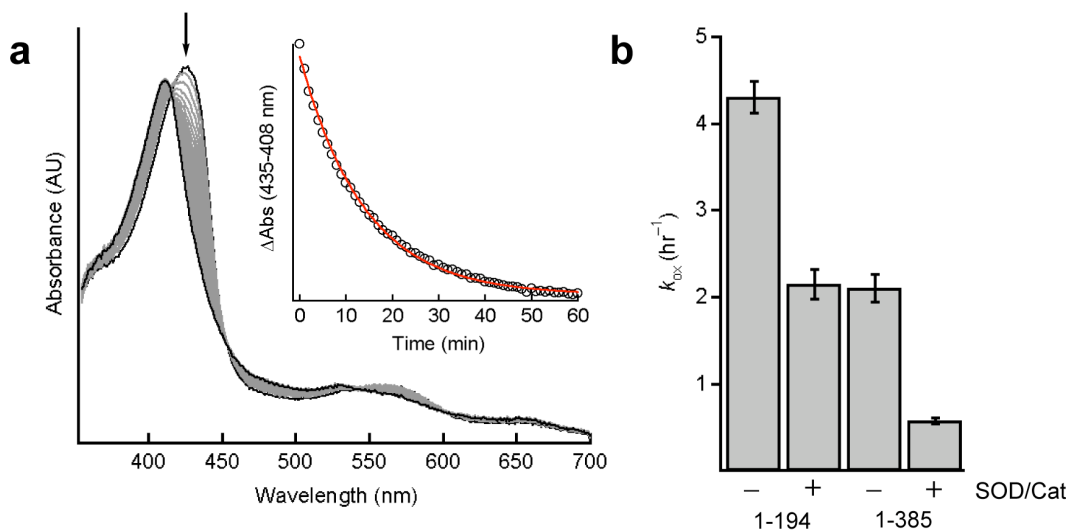 a
Absorbance (AU)
400
450
500
550
600
650
700
Wavelength (nm)
ΔAbs (435-408 nm)
0
10
20
30
40
50
60
Time (min)
b
k_ox (hr⁻¹)
5
4
3
2
1
– + – + SOD/Cat
1-194 1-385